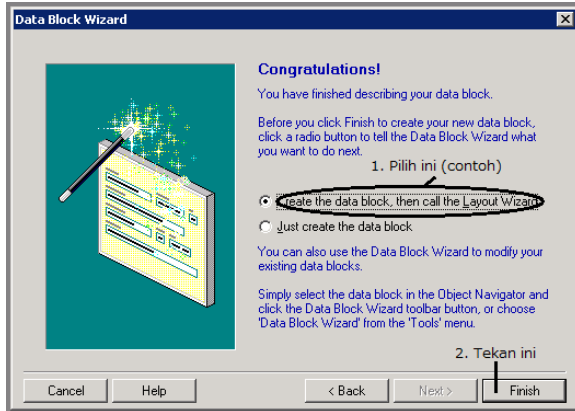 Data Block Wizard
Congratulations!
You have finished describing your data block.
Before you click Finish to create your new data block,
click a radio button to tell the Data Block Wizard what
you want to do next.
1. Pilih ini (contoh)
Create the data block, then call the Layout Wizard
Just create the data block
You can also use the Data Block Wizard to modify your
existing data blocks.
Simply select the data block in the Object Navigator and
click the Data Block Wizard toolbar button, or choose
'Data Block Wizard' from the 'Tools' menu.
2. Tekan ini
Cancel Help < Back Next > Finish